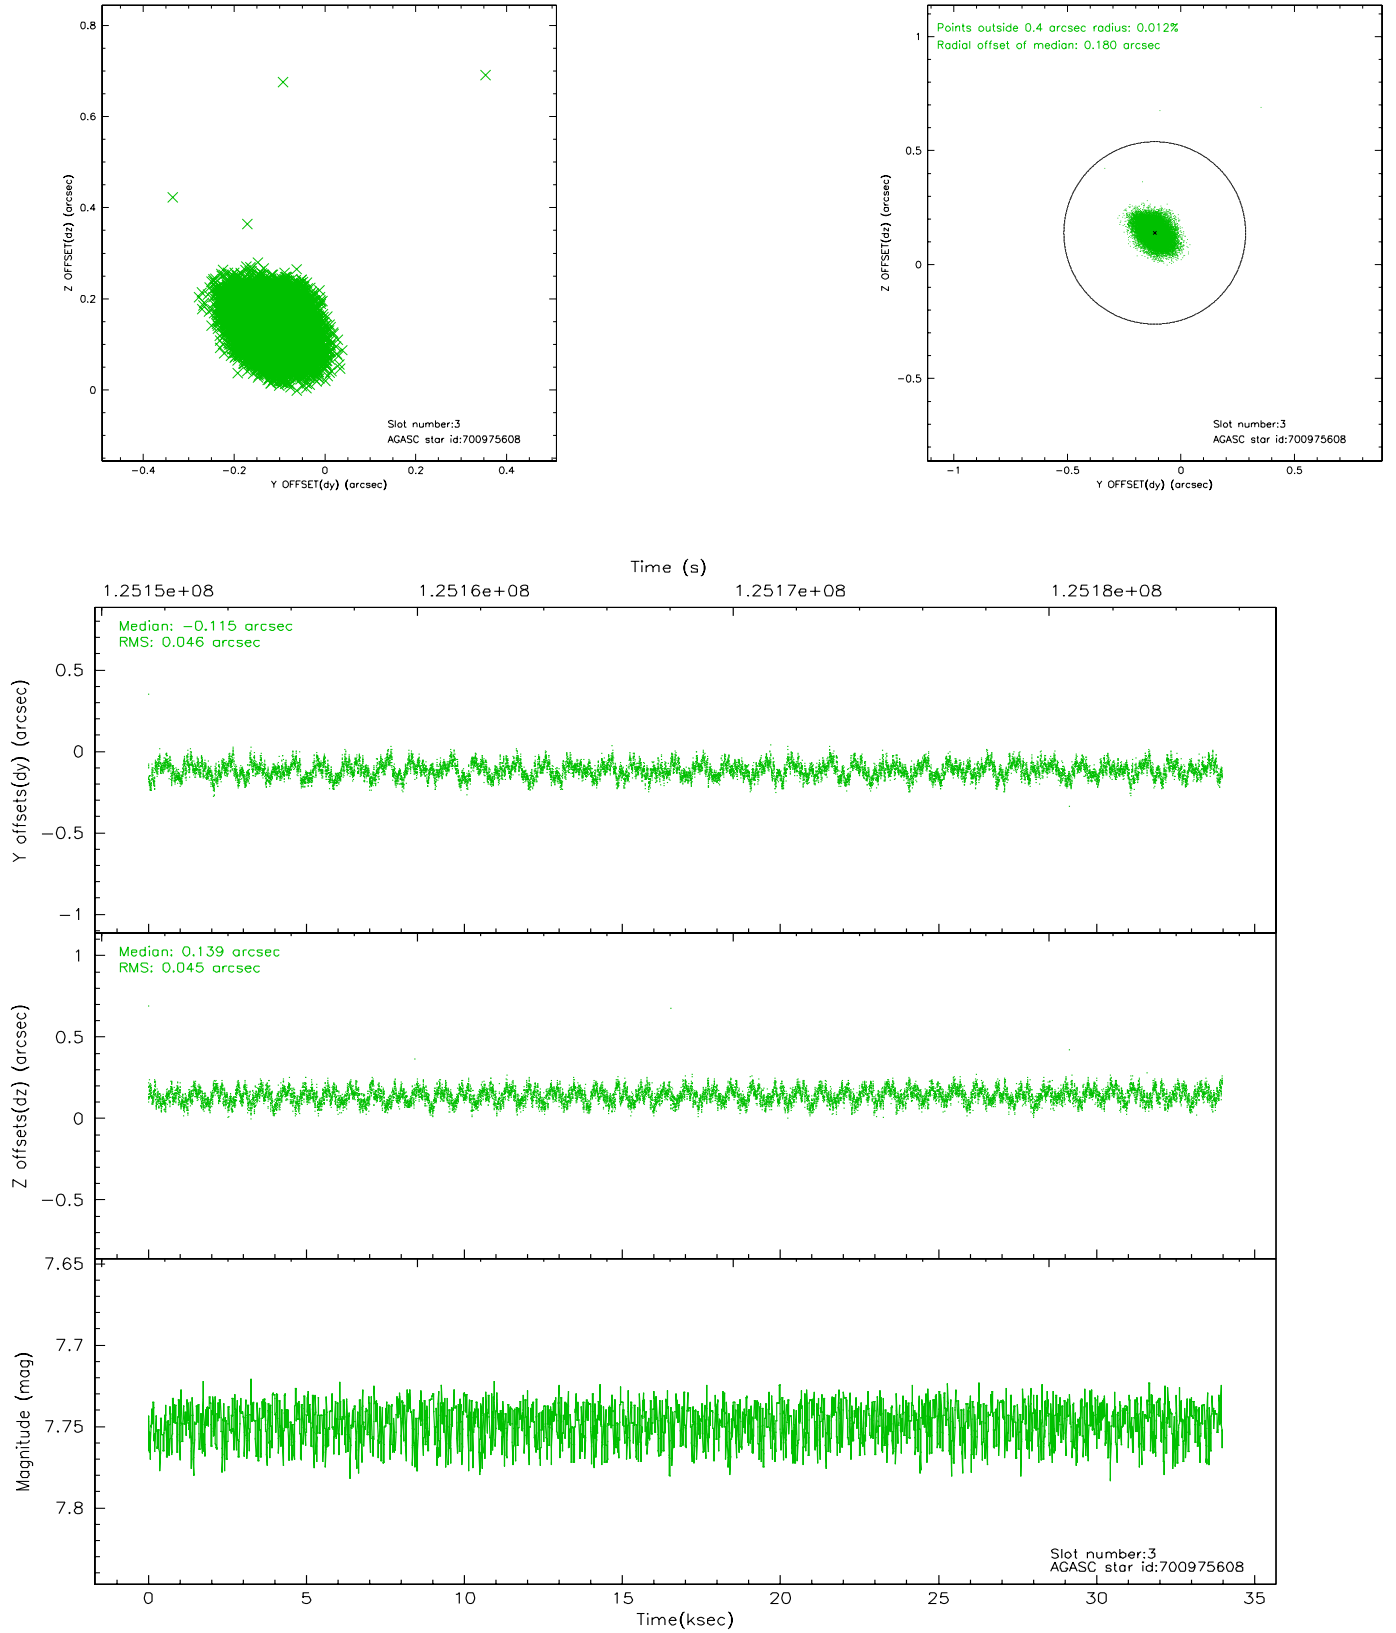 0.8
0.6
0.4
0.2
0
Z OFFSET(dz) (arcsec)
Slot number:3
AGASC star id:700975608
-0.4 -0.2 0 0.2 0.4
Y OFFSET(dy) (arcsec)
Points outside 0.4 arcsec radius: 0.012%
Radial offset of median: 0.180 arcsec
1
0.5
0
-0.5
Z OFFSET(dz) (arcsec)
Slot number:3
AGASC star id:700975608
-1 -0.5 0 0.5
Y OFFSET(dy) (arcsec)
Time (s)
1.2515e+08 1.2516e+08 1.2517e+08 1.2518e+08
Median: -0.115 arcsec
RMS: 0.046 arcsec
0.5
0
-0.5
-1
Y offsets(dy) (arcsec)
Median: 0.139 arcsec
RMS: 0.045 arcsec
1
0.5
0
-0.5
Z offsets(dz) (arcsec)
7.65
7.7
7.75
7.8
Magnitude (mag)
Slot number:3
AGASC star id:700975608
0 5 10 15 20 25 30 35
Time(ksec)